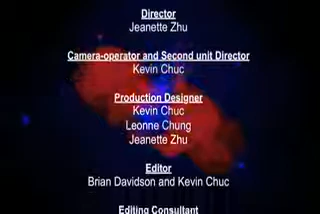 Director
Jeanette Zhu
Camera-operator and Second unit Director
Kevin Chuc
Production Designer
Kevin Chuc
Leonne Chung
Jeanette Zhu
Editor
Brian Davidson and Kevin Chuc
Editing Consultant